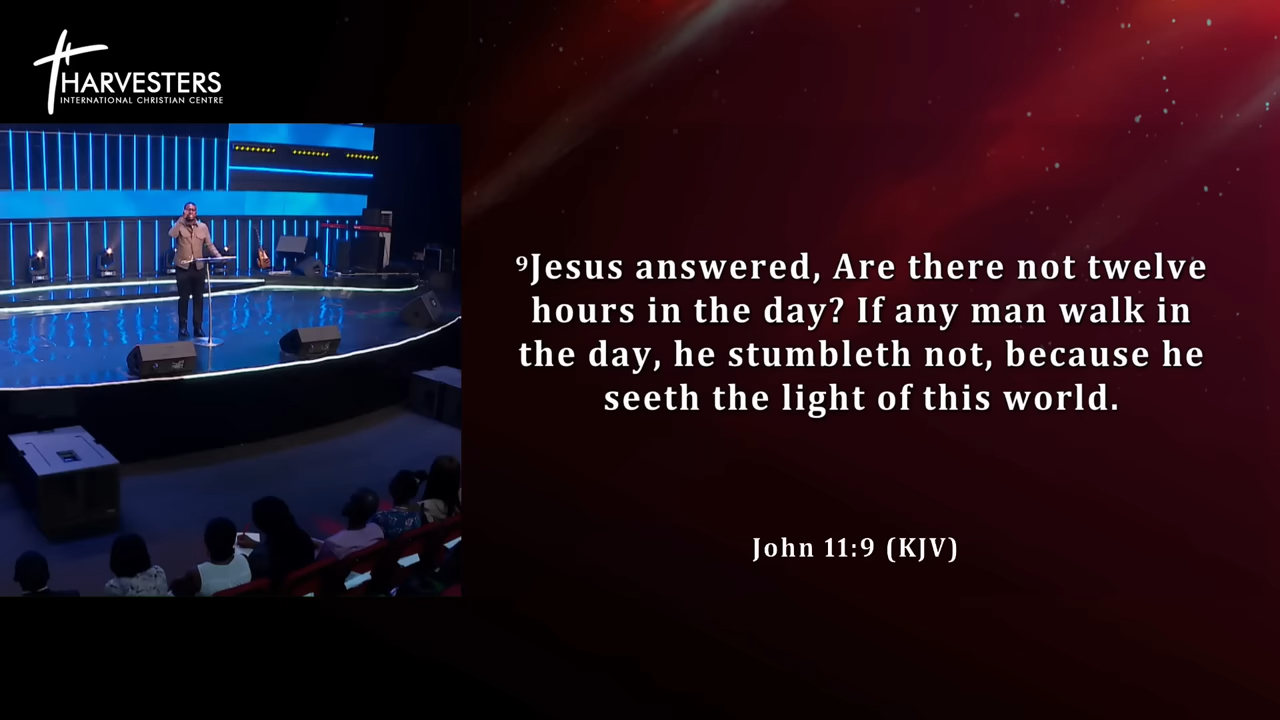 HARVESTERS
INTERNATIONAL CHRISTIAN CENTRE
⁹Jesus answered, Are there not twelve
hours in the day? If any man walk in
the day, he stumbleth not, because he
seeth the light of this world.
John 11:9 (KJV)